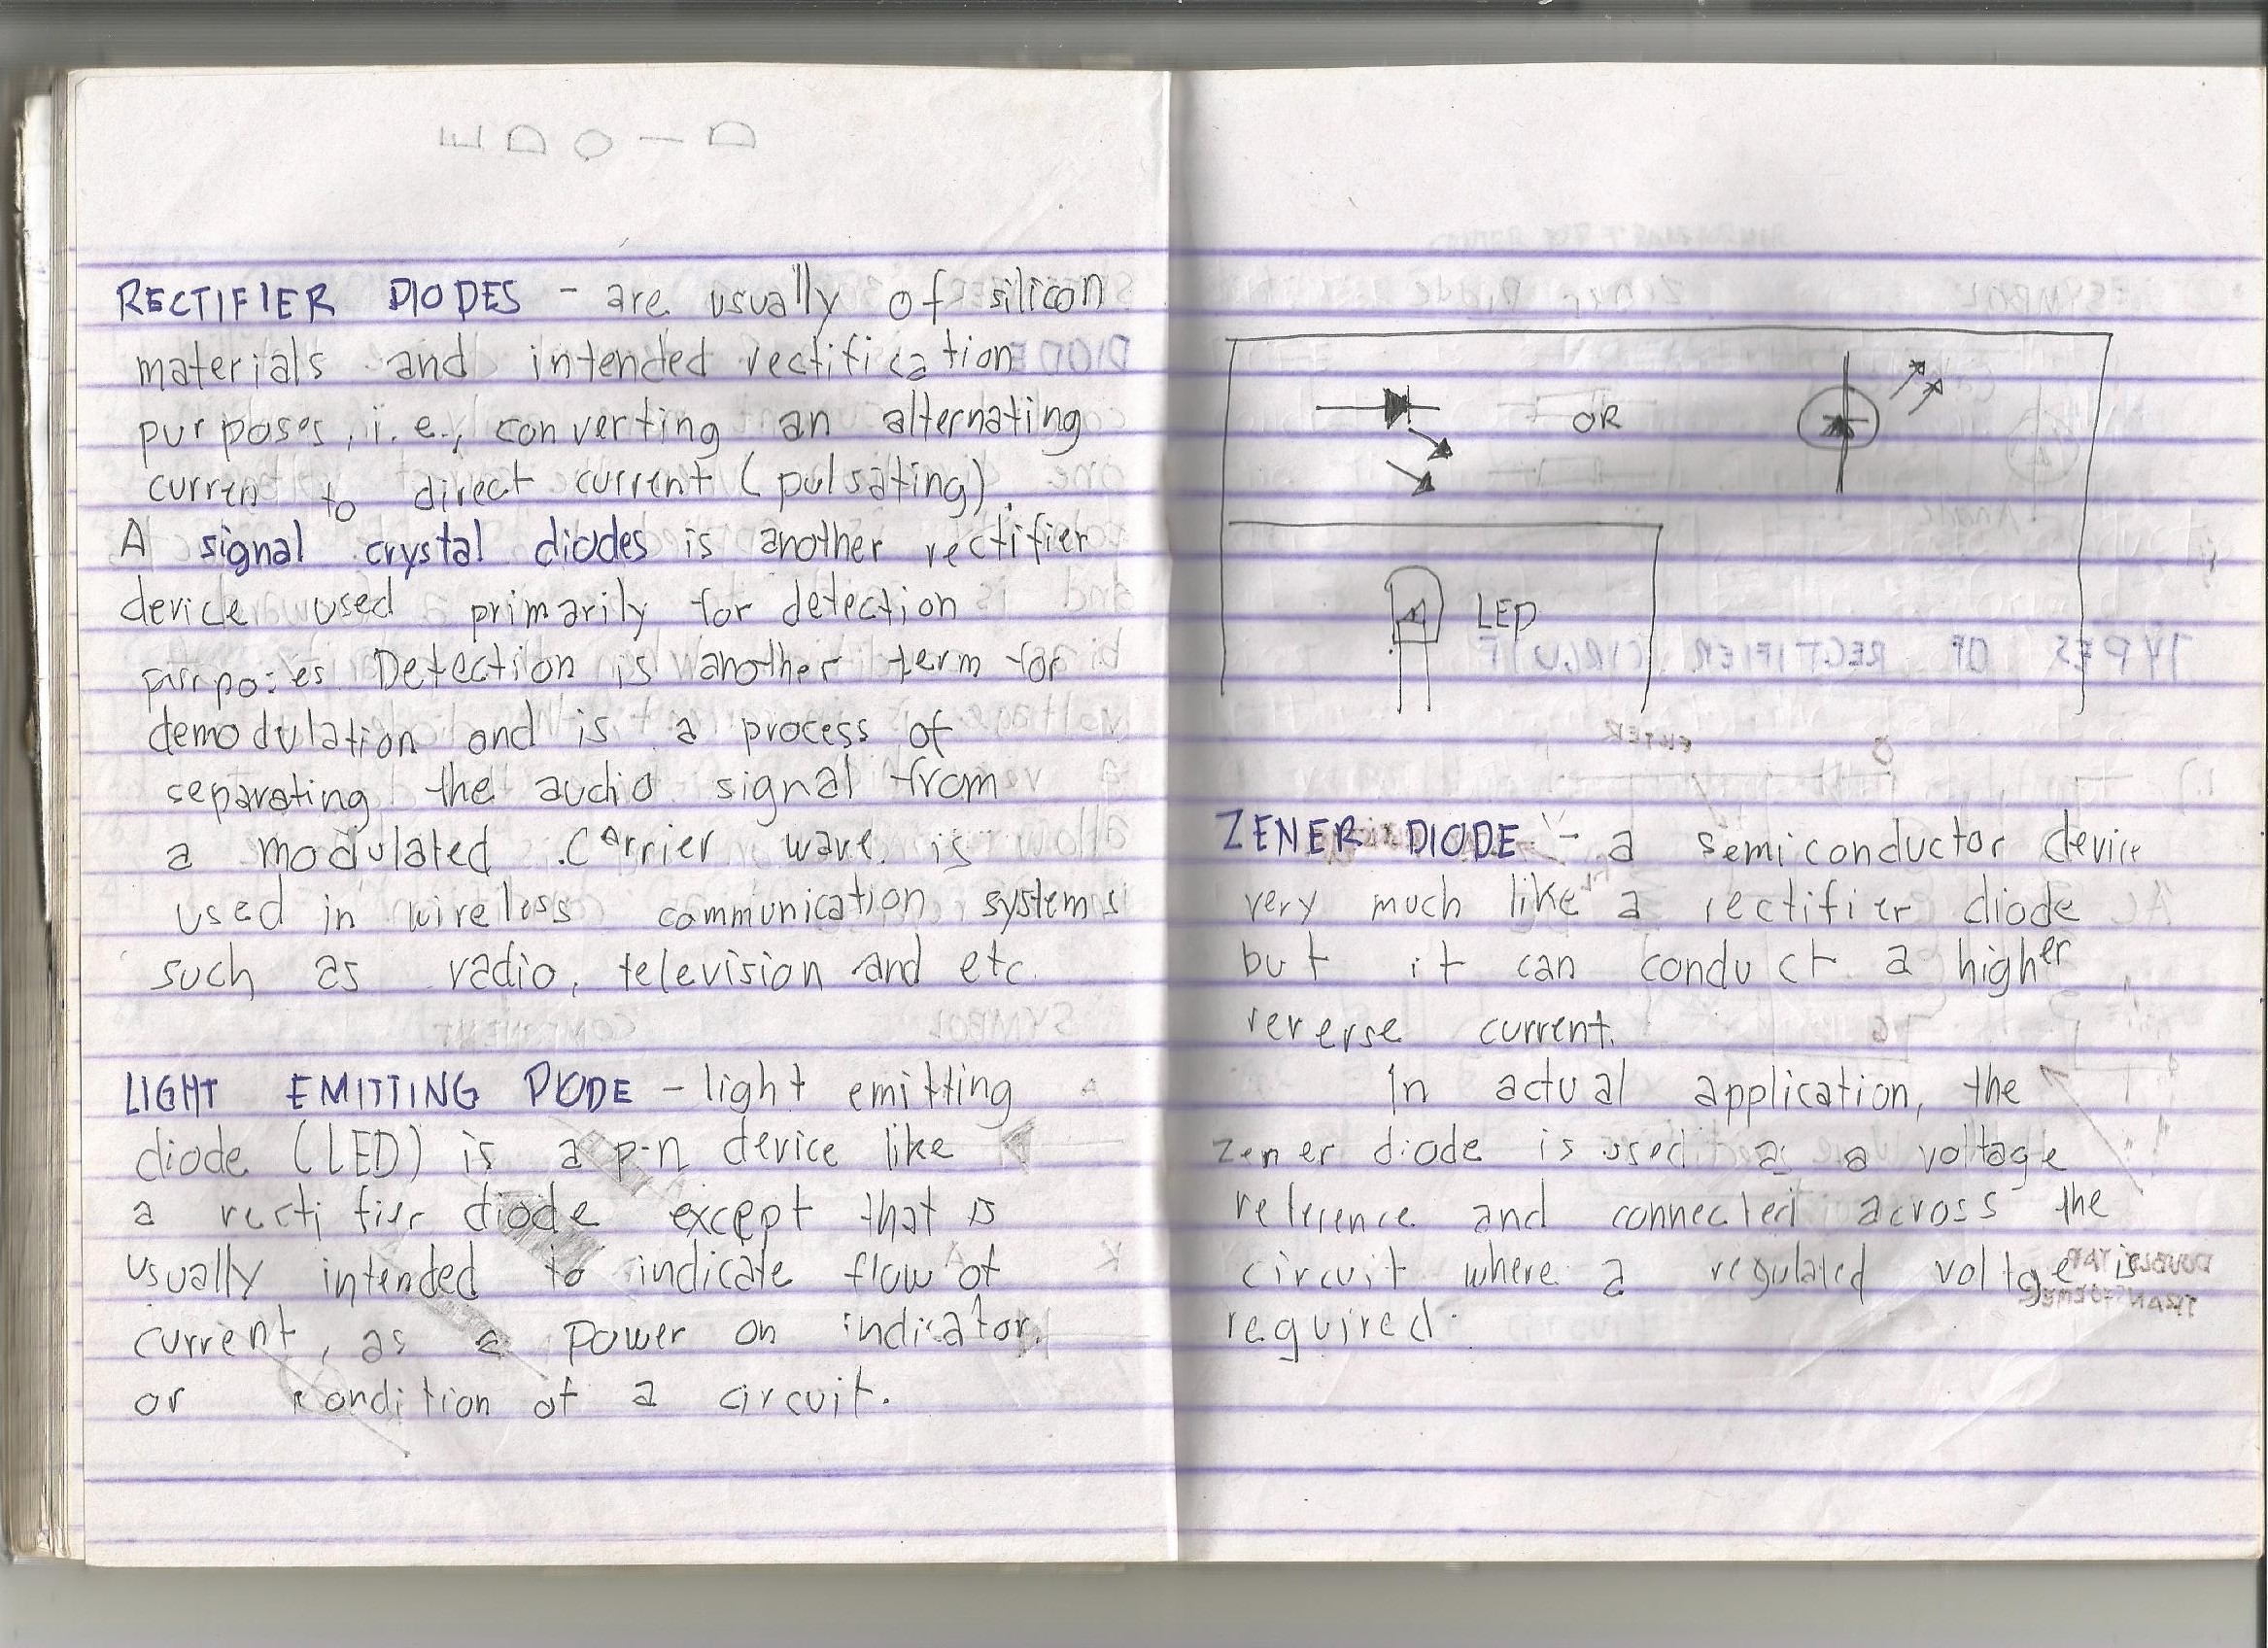 RECTIFIER DIODES - are usually of silicon
materials and intended rectification
purposes, i.e., converting an alternating
curren to direct current (pulsating).
A signal crystal diodes is another rectifier
device used primarily for detection
purposes Detection is another term for
demodulation and is a process of
separating the audio signal from
a modulated carrier wave. is
used in wireless communication systems
such as radio, television and etc.
LIGHT EMITTING DIODE - light emitting
diode (LED) is a p-n device like
a rectifier diode except that is
usually intended to indicate flow of
current, as a power on indicator.
or condition of a circuit.
OR
LED
ZENER DIODE - a semiconductor device
very much like a rectifier diode
but it can conduct a higher
reverse current.
In actual application, the
zener diode is used as a voltage
reference and connected across the
circuit where a regulated voltge is
required.